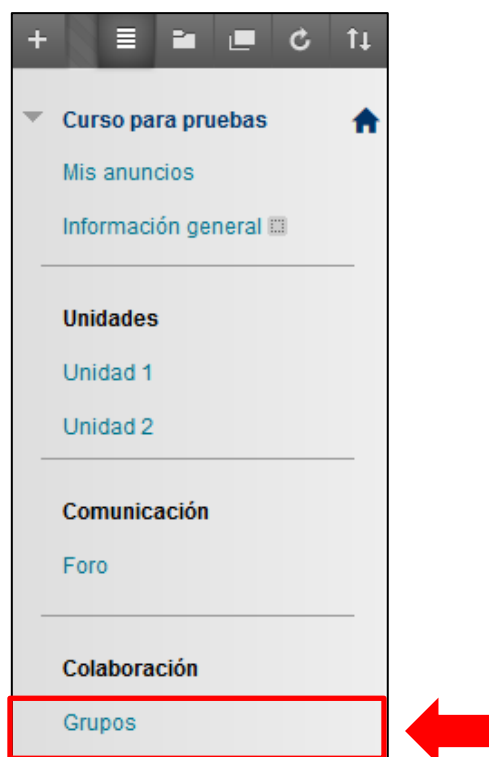 Curso para pruebas
Mis anuncios
Información general
Unidades
Unidad 1
Unidad 2
Comunicación
Foro
Colaboración
Grupos